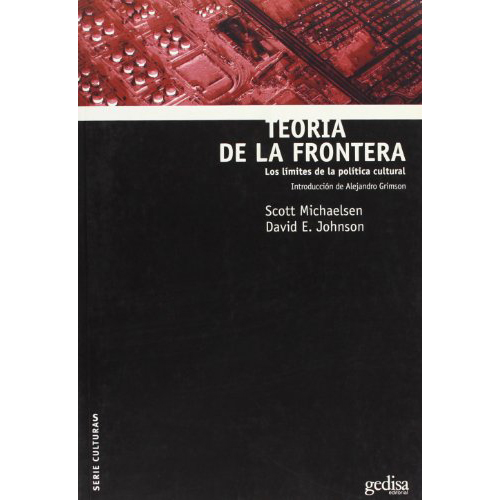 TEORÍA
DE LA FRONTERA
Los límites de la política cultural
Introducción de Alejandro Grimson
Scott Michaelsen
David E. Johnson
SERIE CULTURAS
gedisa
editorial